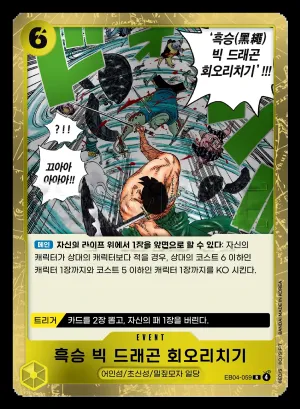 6
'흑승(黑繩)
빅 드래곤
회오리치기'!!!
?!!
끄아아
아아아!!
메인 자신의 라이프 위에서 1장을 앞면으로 할 수 있다: 자신의
캐릭터가 상대의 캐릭터보다 적을 경우, 상대의 코스트 6 이하인
캐릭터 1장까지와 코스트 5 이하인 캐릭터 1장까지를 KO 시킨다.
트리거 카드를 2장 뽑고, 자신의 패 1장을 버린다.
EVENT
흑승 빅 드래곤 회오리치기
어인섬/초신성/밀짚모자 일당
EB04-059 R